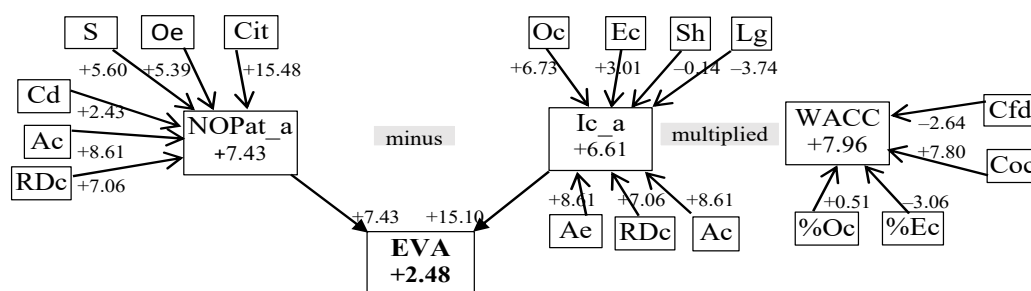 S
Oe
Cit
Oc
Ec
Sh
Lg
+5.60
+5.39
+15.48
+6.73
+3.01
–0.14
–3.74
Cd
+2.43
Ac
+8.61
RDc
+7.06
NOPat_a
+7.43
minus
Ic_a
+6.61
multiplied
WACC
+7.96
Cfd
–2.64
+7.80
Coc
+7.43
+15.10
EVA
+2.48
+8.61
+7.06
+8.61
Ae
RDc
Ac
+0.51
–3.06
%Oc
%Ec